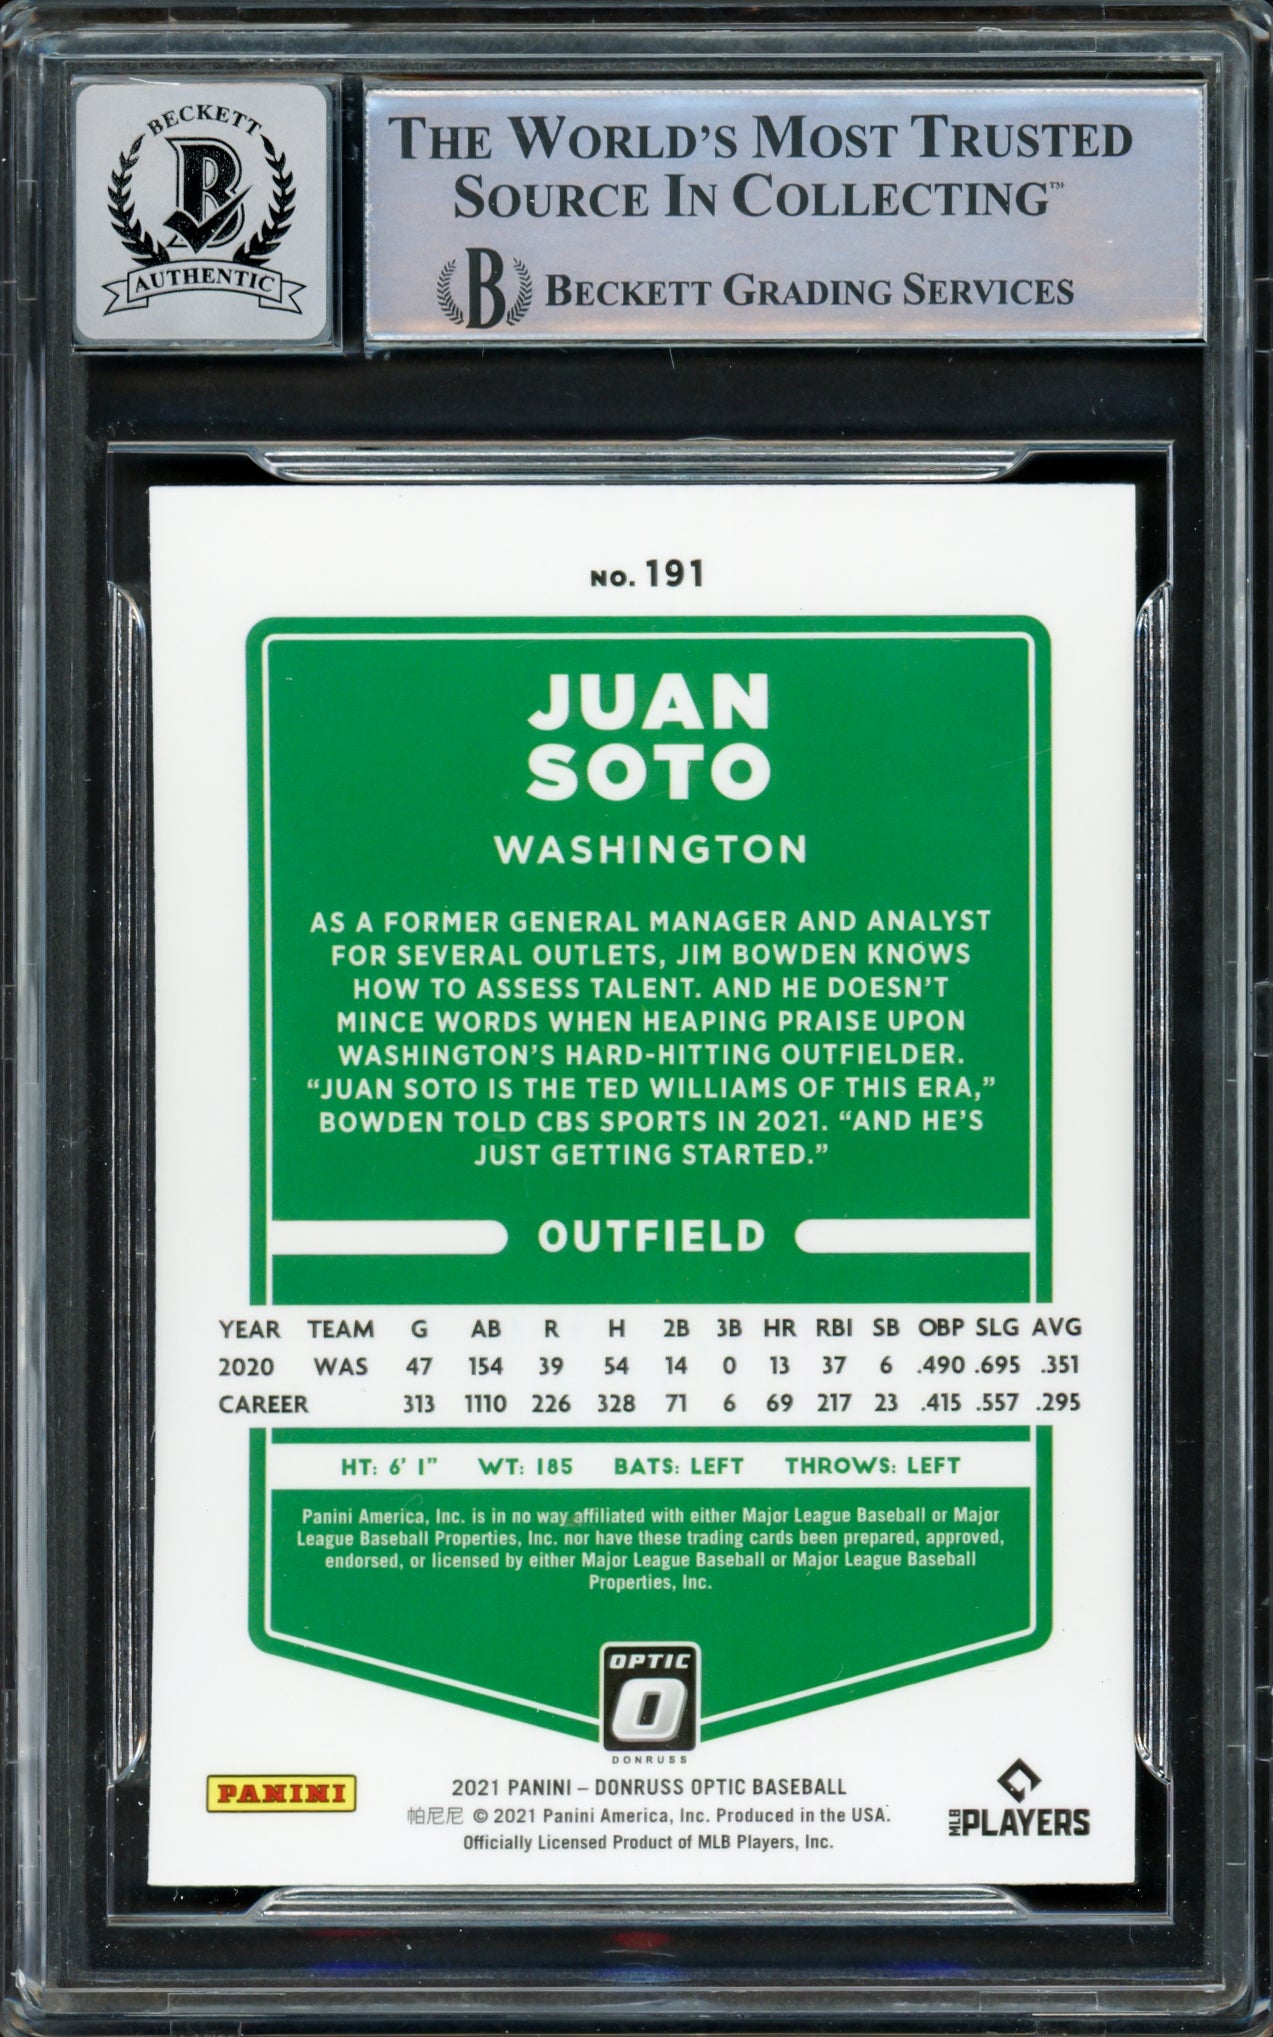 BECKETT
B
AUTHENTIC
THE WORLD'S MOST TRUSTED
SOURCE IN COLLECTING™
B BECKETT GRADING SERVICES
NO. 191
JUAN
SOTO
WASHINGTON
AS A FORMER GENERAL MANAGER AND ANALYST
FOR SEVERAL OUTLETS, JIM BOWDEN KNOWS
HOW TO ASSESS TALENT. AND HE DOESN'T
MINCE WORDS WHEN HEAPING PRAISE UPON
WASHINGTON'S HARD-HITTING OUTFIELDER.
“JUAN SOTO IS THE TED WILLIAMS OF THIS ERA,”
BOWDEN TOLD CBS SPORTS IN 2021. “AND HE'S
JUST GETTING STARTED.”
OUTFIELD
YEAR TEAM G AB R H 2B 3B HR RBI SB OBP SLG AVG
2020 WAS 47 154 39 54 14 0 13 37 6 .490 .695 .351
CAREER 313 1110 226 328 71 6 69 217 23 .415 .557 .295
HT: 6' 1” WT: 185 BATS: LEFT THROWS: LEFT
Panini America, Inc. is in no way affiliated with either Major League Baseball or Major
League Baseball Properties, Inc. nor have these trading cards been prepared, approved,
endorsed, or licensed by either Major League Baseball or Major League Baseball
Properties, Inc.
OPTIC
O
DONRUSS
PANINI
2021 PANINI – DONRUSS OPTIC BASEBALL
帕尼尼 © 2021 Panini America, Inc. Produced in the USA.
Officially Licensed Product of MLB Players, Inc.
MLB PLAYERS